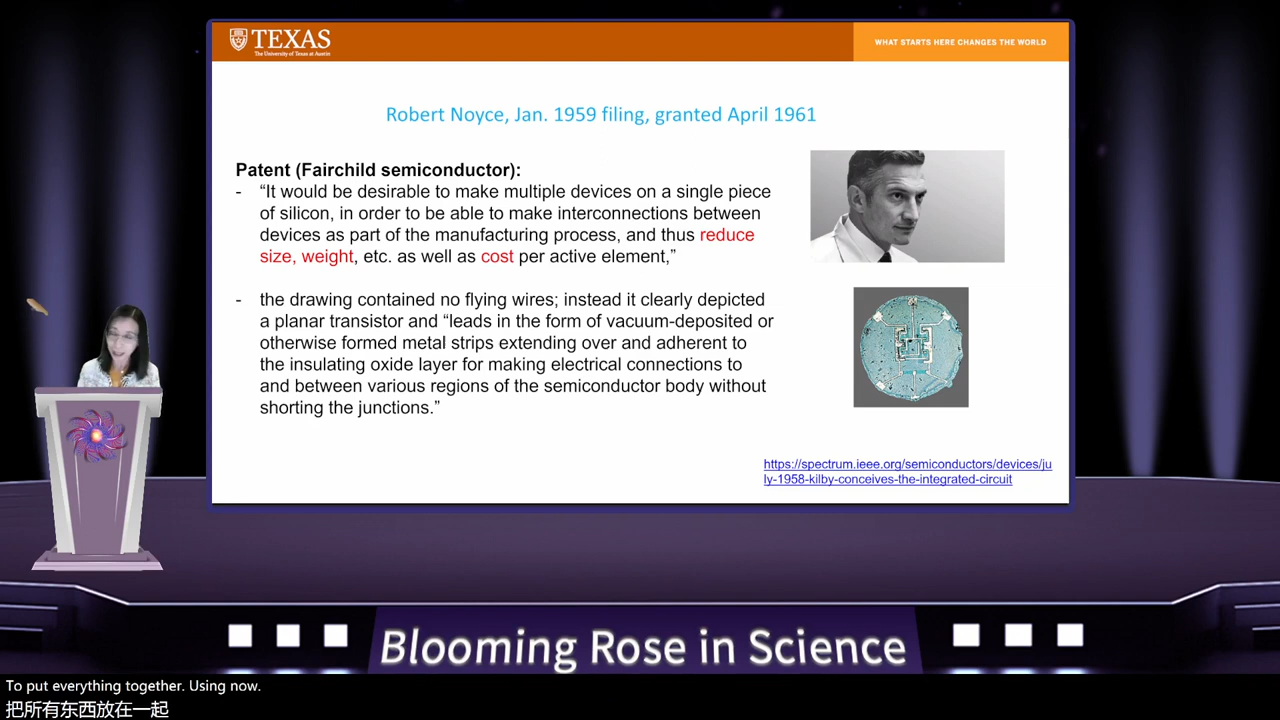 TEXAS
The University of Texas at Austin
WHAT STARTS HERE CHANGES THE WORLD
Robert Noyce, Jan. 1959 filing, granted April 1961
Patent (Fairchild semiconductor):
- “It would be desirable to make multiple devices on a single piece
of silicon, in order to be able to make interconnections between
devices as part of the manufacturing process, and thus reduce
size, weight, etc. as well as cost per active element,”
- the drawing contained no flying wires; instead it clearly depicted
a planar transistor and “leads in the form of vacuum-deposited or
otherwise formed metal strips extending over and adherent to
the insulating oxide layer for making electrical connections to
and between various regions of the semiconductor body without
shorting the junctions.”
https://spectrum.ieee.org/semiconductors/devices/ju
ly-1958-kilby-conceives-the-integrated-circuit
Blooming Rose in Science
To put everything together. Using now.
把所有东西放在一起